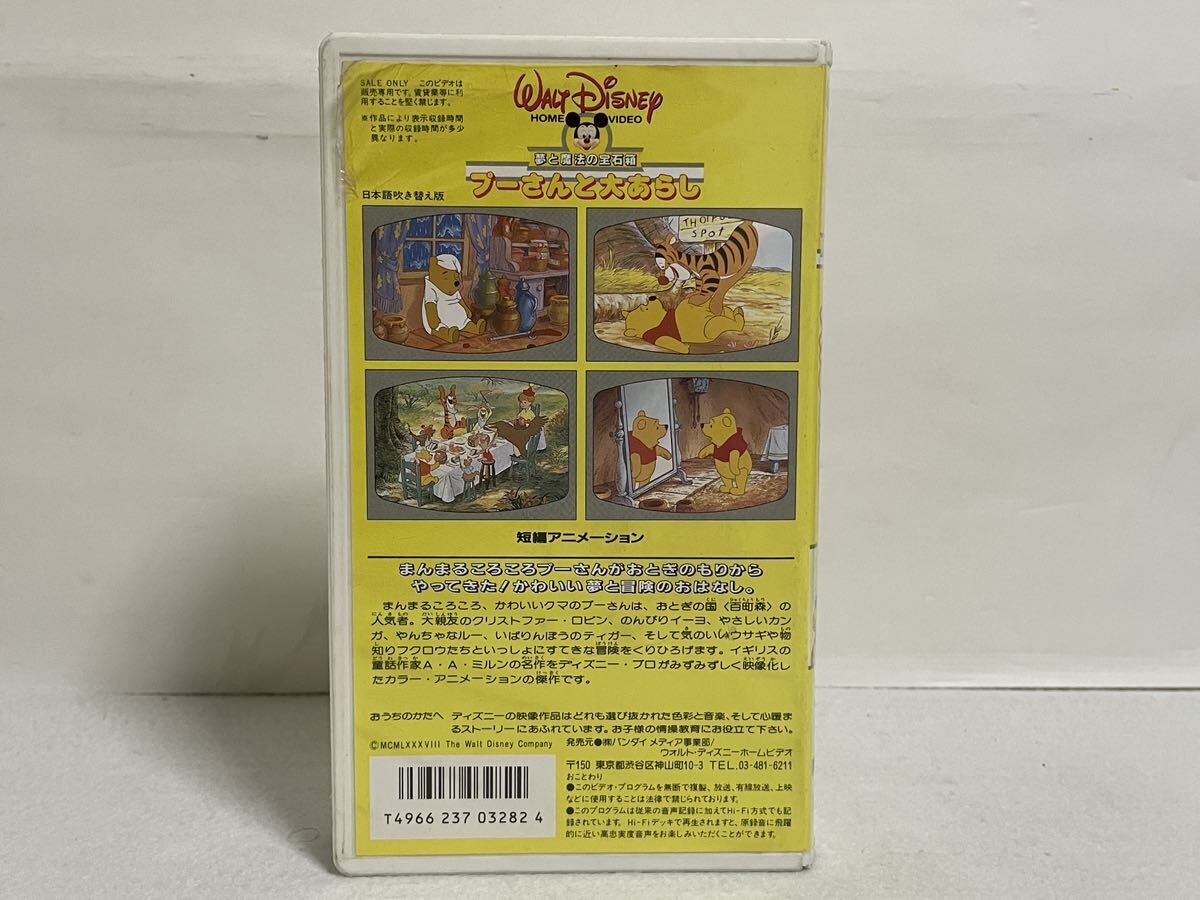 SALE ONLY このビデオは
販売専用です。賃貸業等に利
用することを堅く禁じます。
※作品により表示収録時間
と実際の収録時間が多少
異なります。
WALT DISNEY
HOME VIDEO
夢と魔法の宝石箱
プーさんと大あらし
日本語吹き替え版
SPOT
短編アニメーション
まんまるころころプーさんがおとぎのもりから
やってきた!かわいい夢と冒険のおはなし。
まんまるころころ、かわいいクマのプーさんは、おとぎの国〈百町森〉の
人気者。大親友のクリストファー・ロビン、のんびりイーヨ、やさしいカン
ガ、やんちゃなルー、いばりんぼうのティガー、そして気のいいウサギや物
知りフクロウたちといっしょにすてきな冒険をくりひろげます。イギリスの
童話作家A・A・ミルンの名作をディズニー・プロがみずみずしく映像化し
たカラー・アニメーションの傑作です。
おうちのかたへ ディズニーの映像作品はどれも選び抜かれた色彩と音楽、そして心暖ま
るストーリーにあふれています。お子様の情操教育にお役立て下さい。
©MCMLXXXVIII The Walt Disney Company
発売元●㈱バンダイ メディア事業部/
ウォルト・ディズニーホームビデオ
〒150 東京都渋谷区神山町10-3 TEL.03-481-6211
おことわり
●このビデオ・プログラムを無断で複製、放送、有線放送、上映
などに使用することは法律で禁じられております。
●このプログラムは従来の音声記録に加えてHi-Fi方式でも記
録されています。Hi-Fiデッキで再生されますと、原録音に飛躍
的に近い高忠実度音声をお楽しみいただくことができます。
T4966 237 03282 4